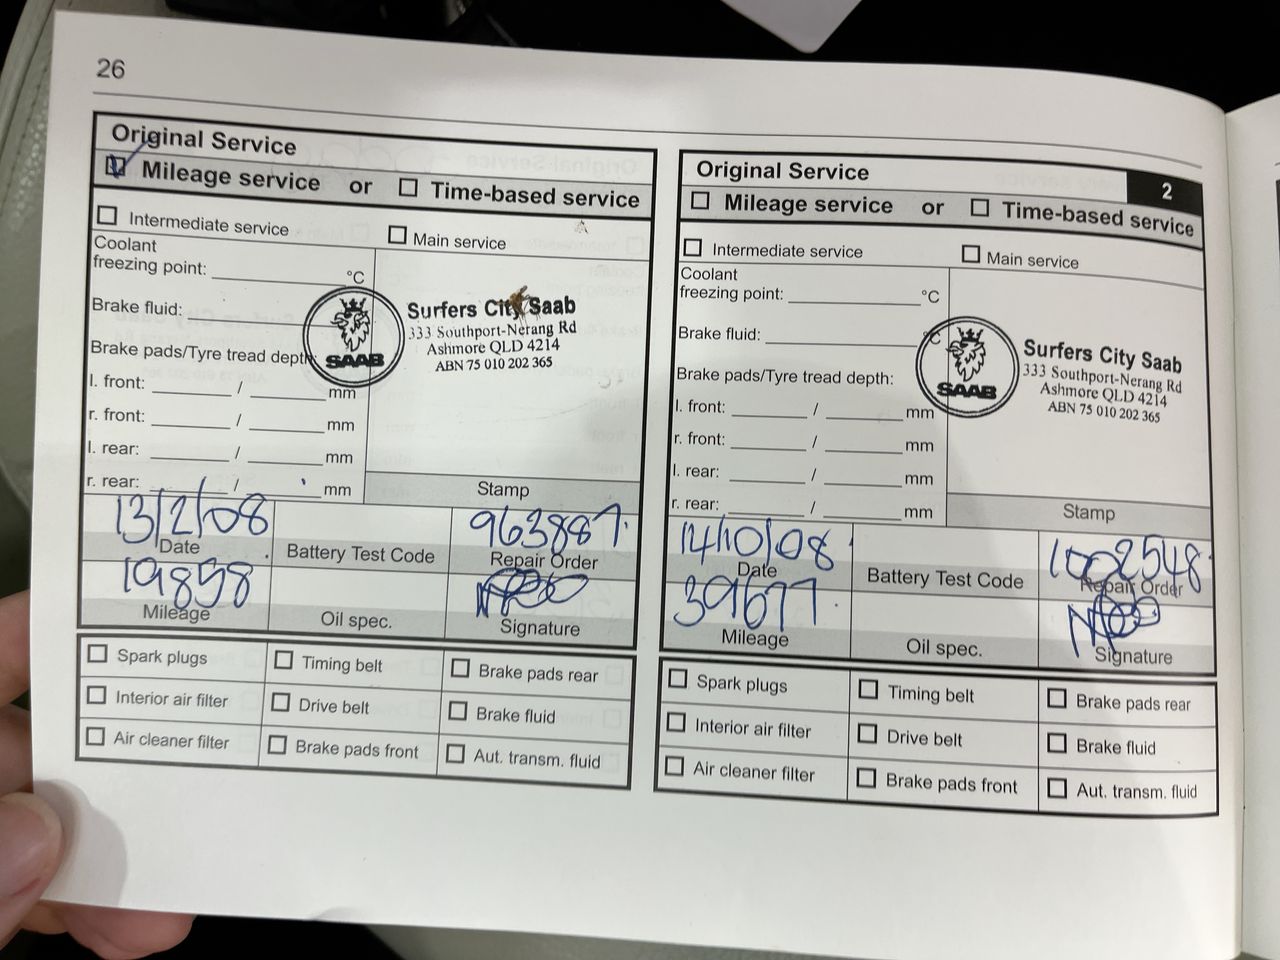 26
Original Service
Mileage service or Time-based service
Intermediate service
Main service
Coolant
freezing point: °C
Brake fluid:
Brake pads/Tyre tread depth
l. front: / mm
r. front: / mm
l. rear: / mm
r. rear: / mm
SAAB
Surfers City Saab
333 Southport-Nerang Rd
Ashmore QLD 4214
ABN 75 010 202 365
Stamp
13/2/08
Date
Battery Test Code
963887
Repair Order
19858
Mileage
Oil spec.
Signature
Spark plugs
Timing belt
Brake pads rear
Interior air filter
Drive belt
Brake fluid
Air cleaner filter
Brake pads front
Aut. transm. fluid
Original Service
2
Mileage service or Time-based service
Intermediate service
Main service
Coolant
freezing point: °C
Brake fluid: °C
Brake pads/Tyre tread depth:
l. front: / mm
r. front: / mm
l. rear: / mm
r. rear: / mm
SAAB
Surfers City Saab
333 Southport-Nerang Rd
Ashmore QLD 4214
ABN 75 010 202 365
Stamp
14/10/08
Date
Battery Test Code
1002548
Repair Order
39677
Mileage
Oil spec.
Signature
Spark plugs
Timing belt
Brake pads rear
Interior air filter
Drive belt
Brake fluid
Air cleaner filter
Brake pads front
Aut. transm. fluid